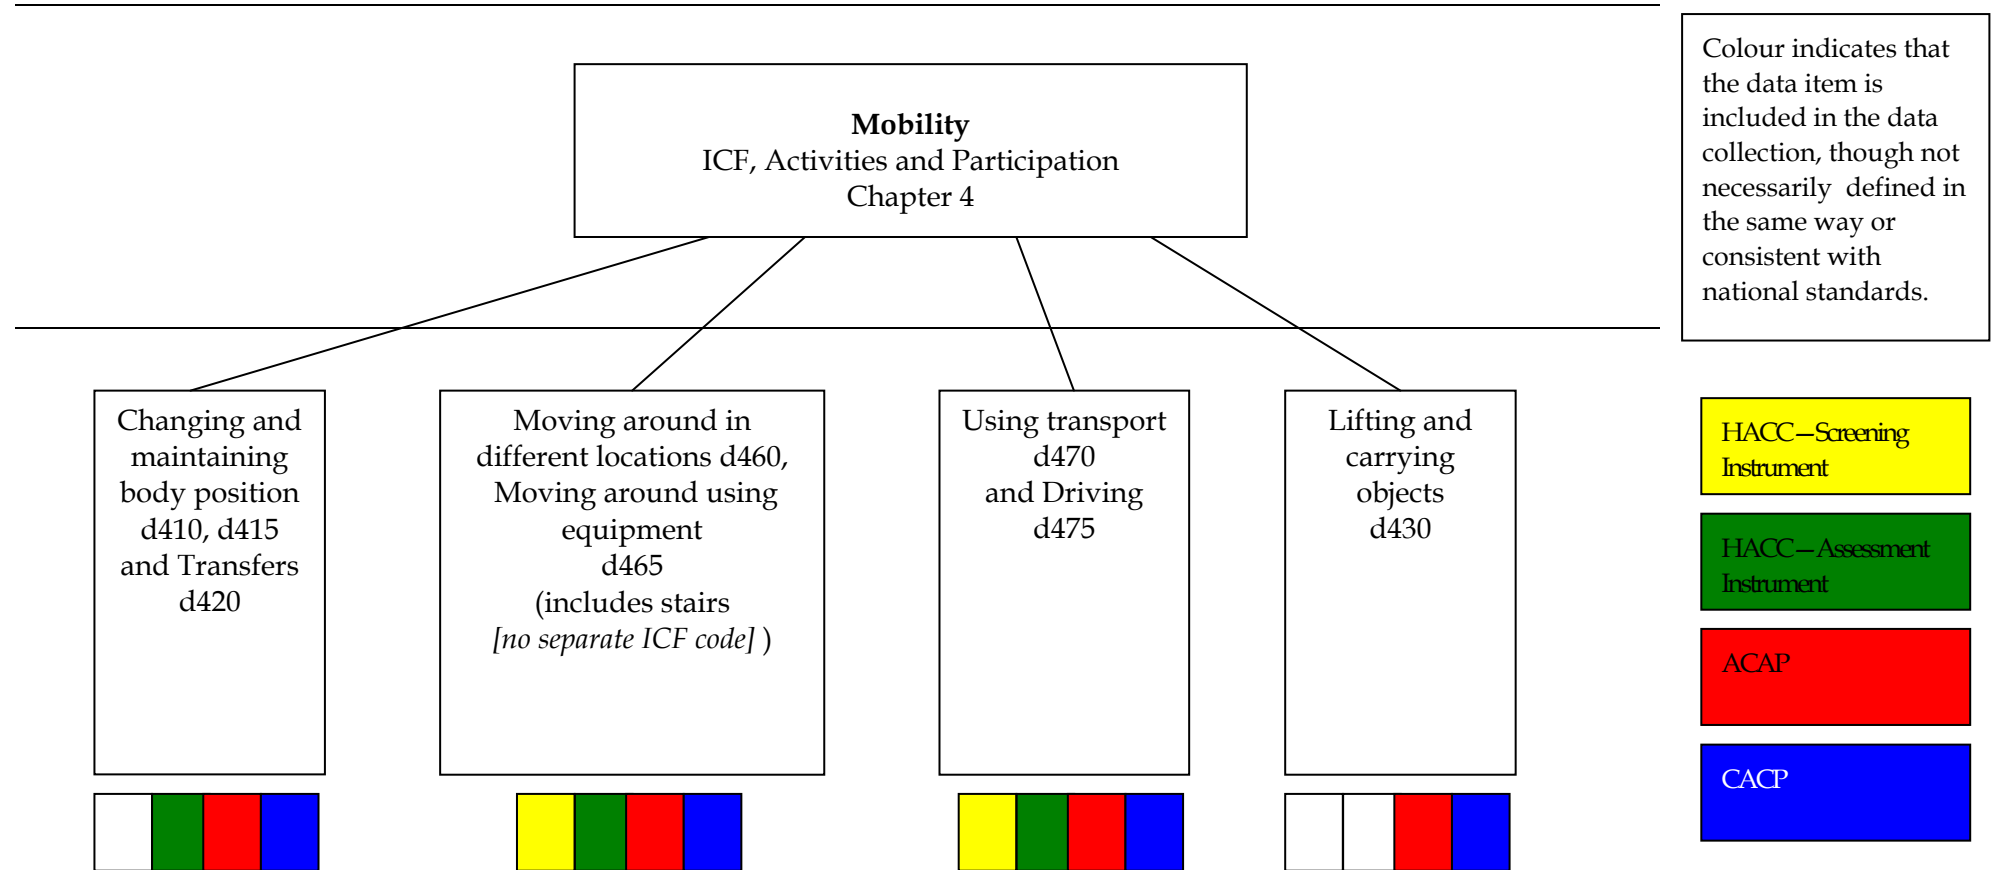 Mobility
ICF, Activities and Participation
Chapter 4
Colour indicates that
the data item is
included in the data
collection, though not
necessarily defined in
the same way or
consistent with
national standards.
Changing and
maintaining
body position
d410, d415
and Transfers
d420
Moving around in
different locations d460,
Moving around using
equipment
d465
(includes stairs
[no separate ICF code] )
Using transport
d470
and Driving
d475
Lifting and
carrying
objects
d430
HACC—Screening
Instrument
HACC—Assessment
Instrument
ACAP
CACP